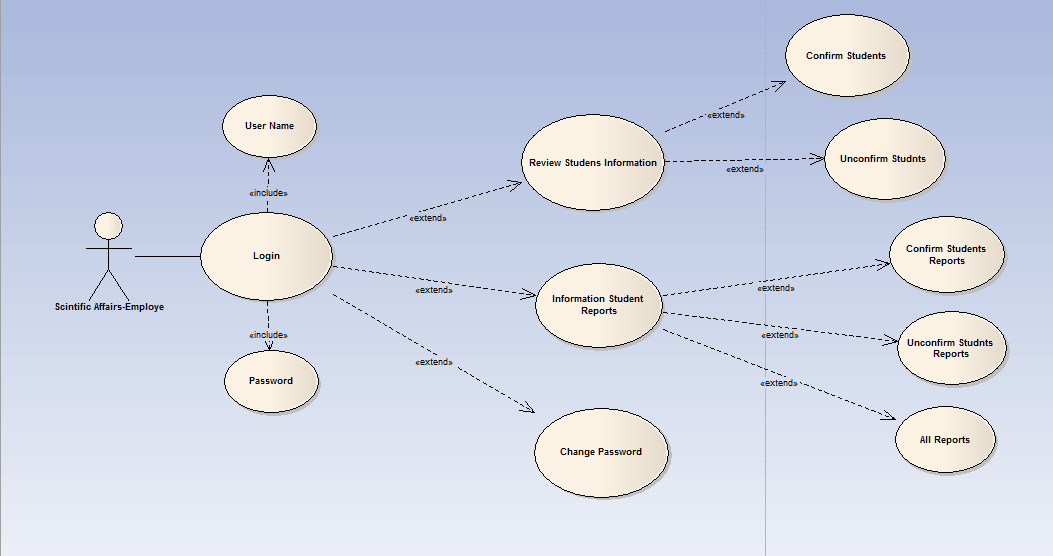 Confirm Students
«extend»
User Name
Review Studens Information
Unconfirm Studnts
«extend»
«include»
«extend»
Login
Confirm Students
Reports
Scintific Affairs-Employe
«extend»
Information Student
Reports
«extend»
«include»
«extend»
Unconfirm Studnts
Reports
«extend»
Password
«extend»
Change Password
All Reports